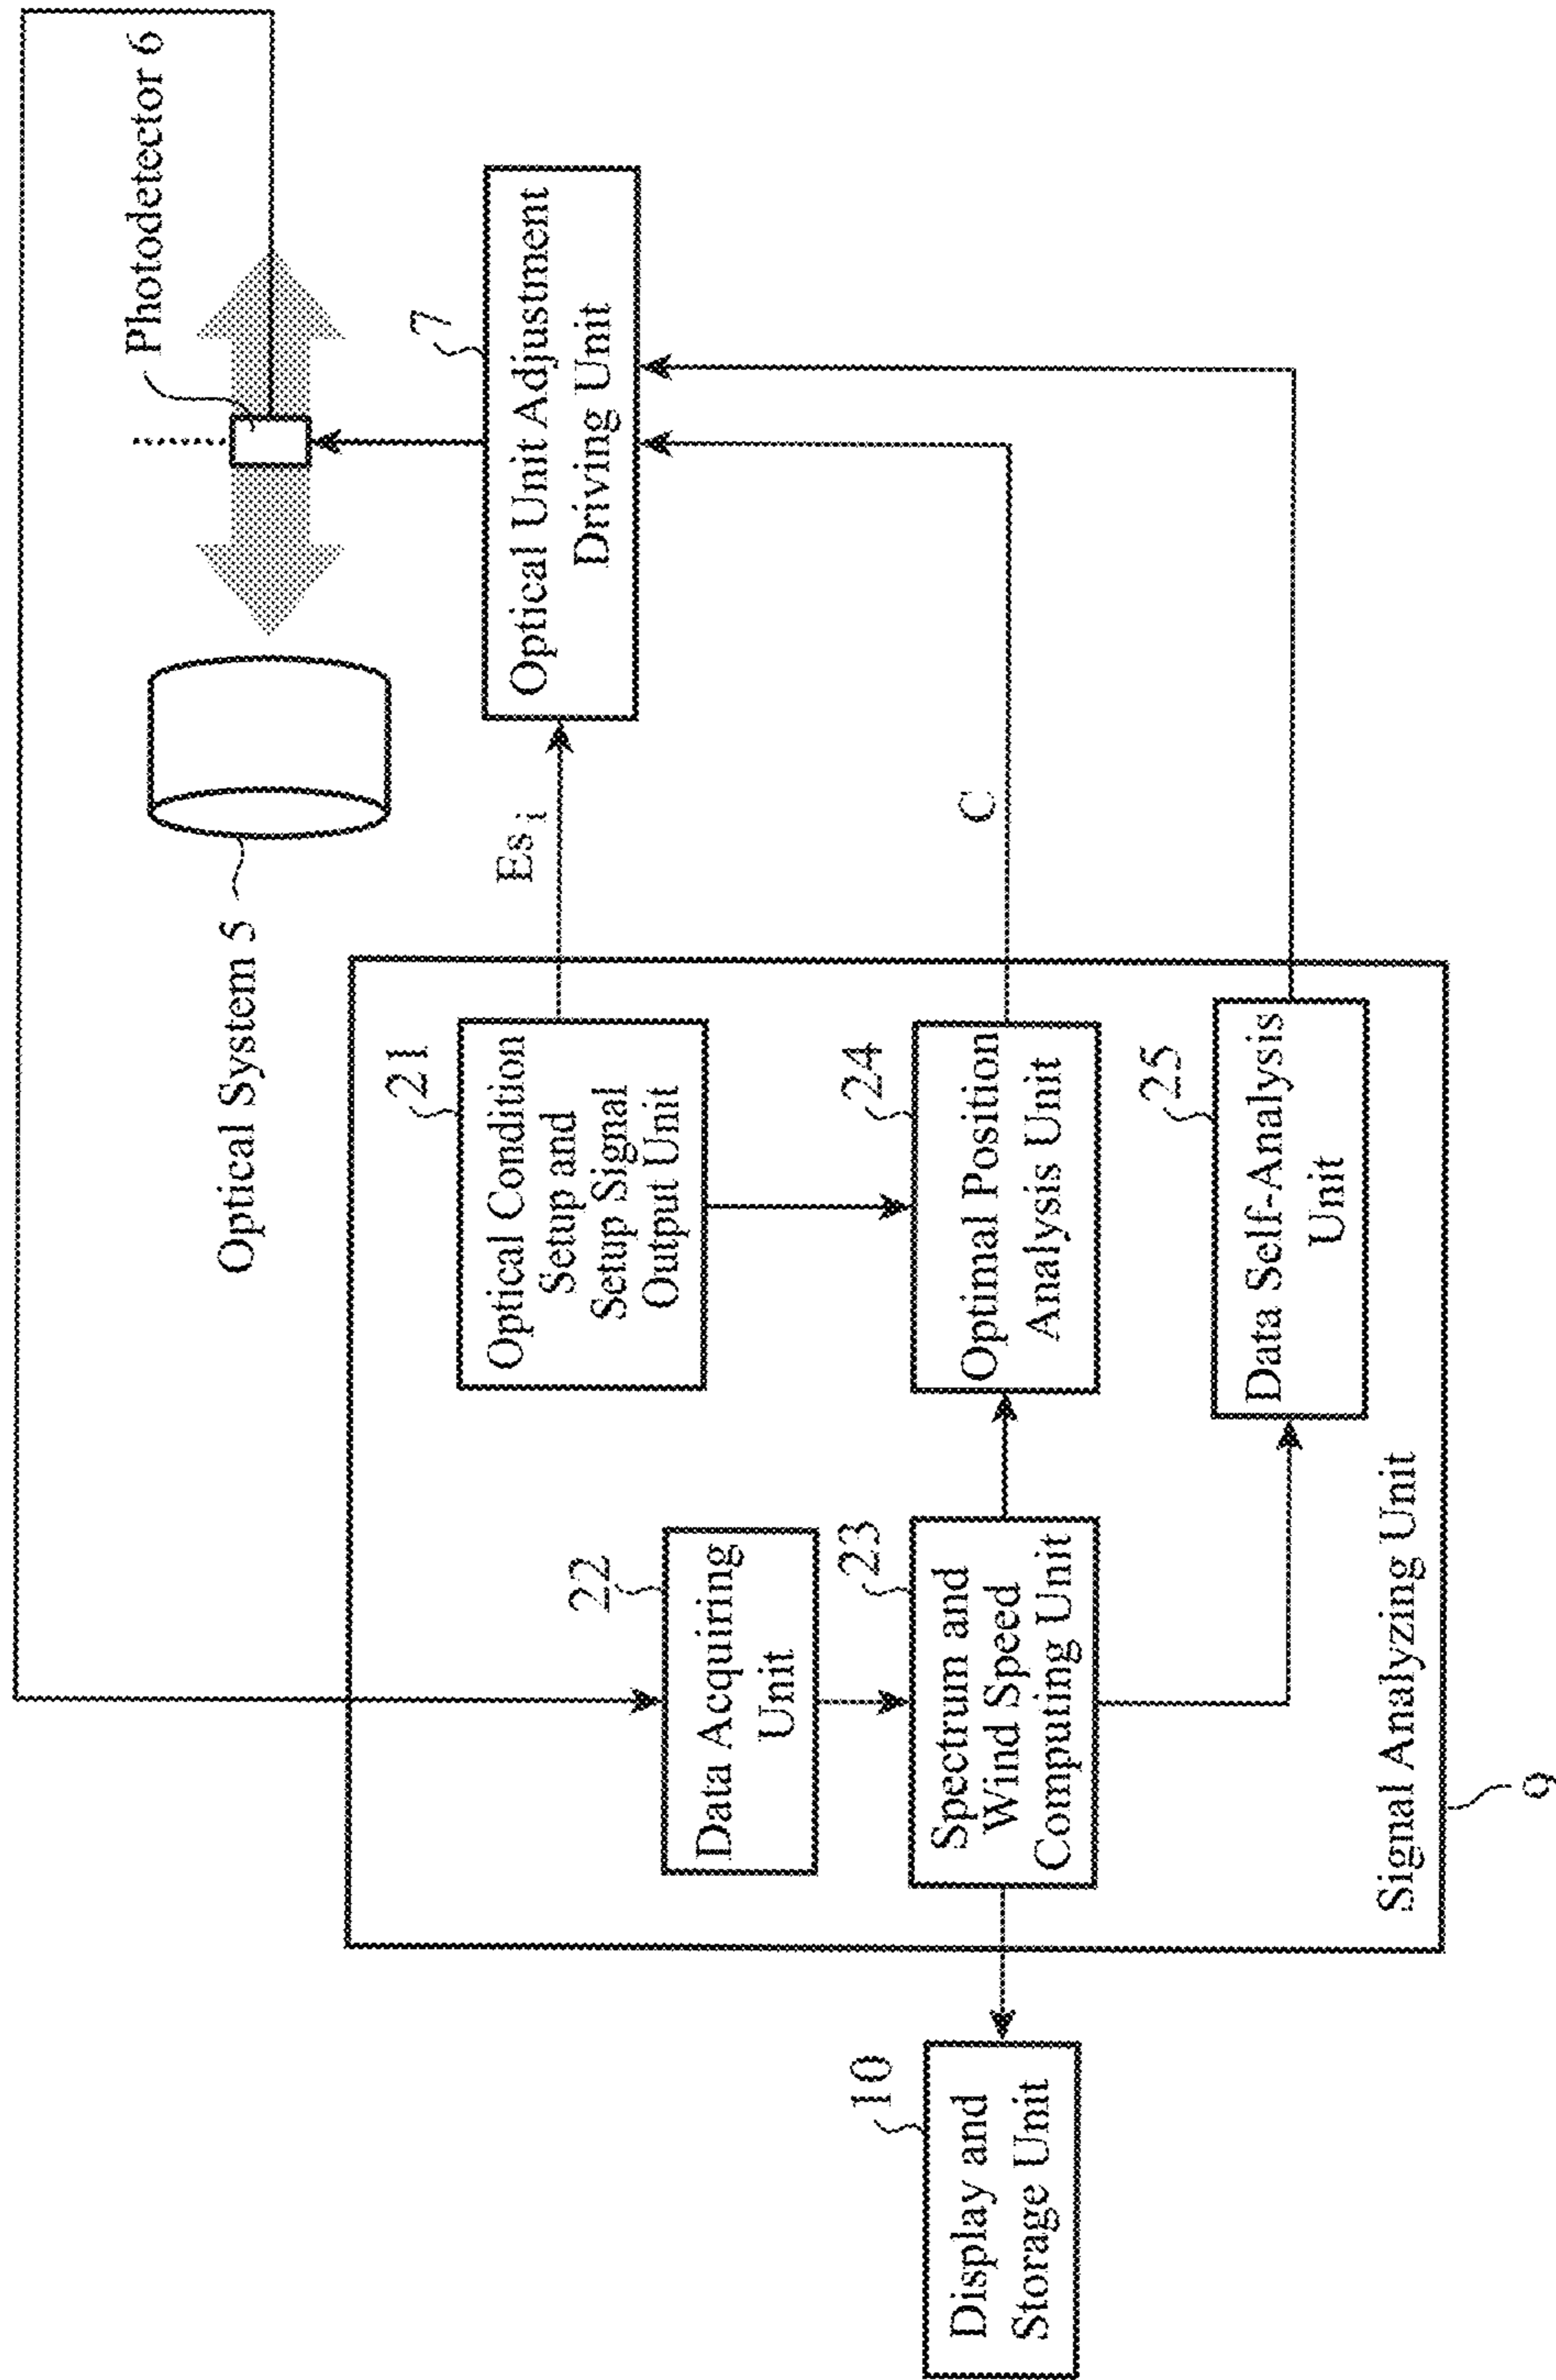 Photodetector 6
Optical System 5
7
Optical Unit Adjustment
Driving Unit
Es i
C
21
Optical Condition
Setup and
Setup Signal
Output Unit
22
Data Acquiring
Unit
23
Spectrum and
Wind Speed
Computing Unit
24
Optimal Position
Analysis Unit
25
Data Self-Analysis
Unit
10
Display and
Storage Unit
Signal Analyzing Unit
9